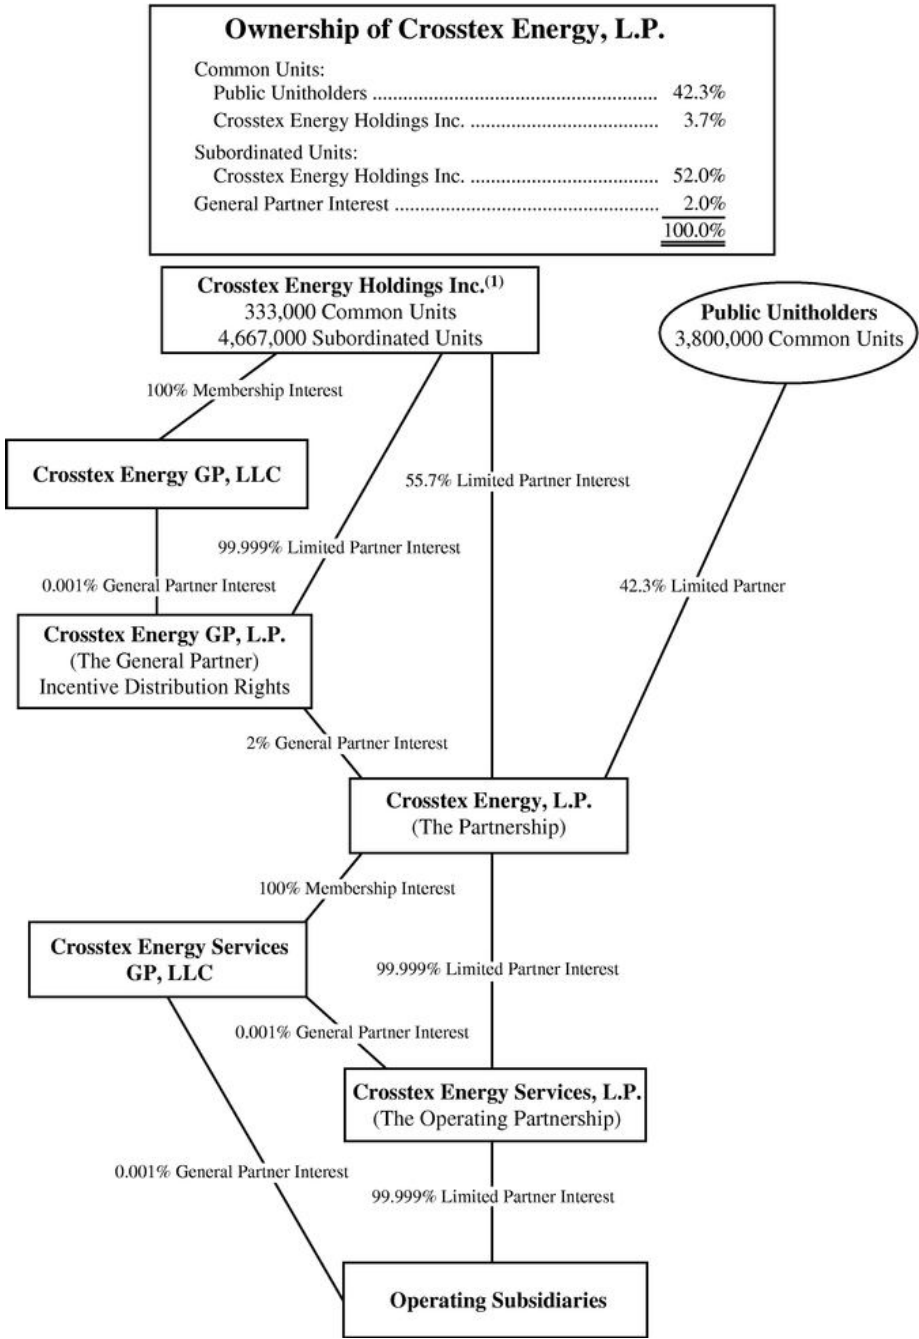 Ownership of Crosstex Energy, L.P.
Common Units:
Public Unitholders ........................................................ 42.3%
Crosstex Energy Holdings Inc. ..................................... 3.7%
Subordinated Units:
Crosstex Energy Holdings Inc. ..................................... 52.0%
General Partner Interest .................................................... 2.0%
100.0%
Crosstex Energy Holdings Inc.(1)
333,000 Common Units
4,667,000 Subordinated Units
Public Unitholders
3,800,000 Common Units
100% Membership Interest
Crosstex Energy GP, LLC
55.7% Limited Partner Interest
99.999% Limited Partner Interest
0.001% General Partner Interest
42.3% Limited Partner
Crosstex Energy GP, L.P.
(The General Partner)
Incentive Distribution Rights
2% General Partner Interest
Crosstex Energy, L.P.
(The Partnership)
100% Membership Interest
Crosstex Energy Services
GP, LLC
99.999% Limited Partner Interest
0.001% General Partner Interest
Crosstex Energy Services, L.P.
(The Operating Partnership)
0.001% General Partner Interest
99.999% Limited Partner Interest
Operating Subsidiaries